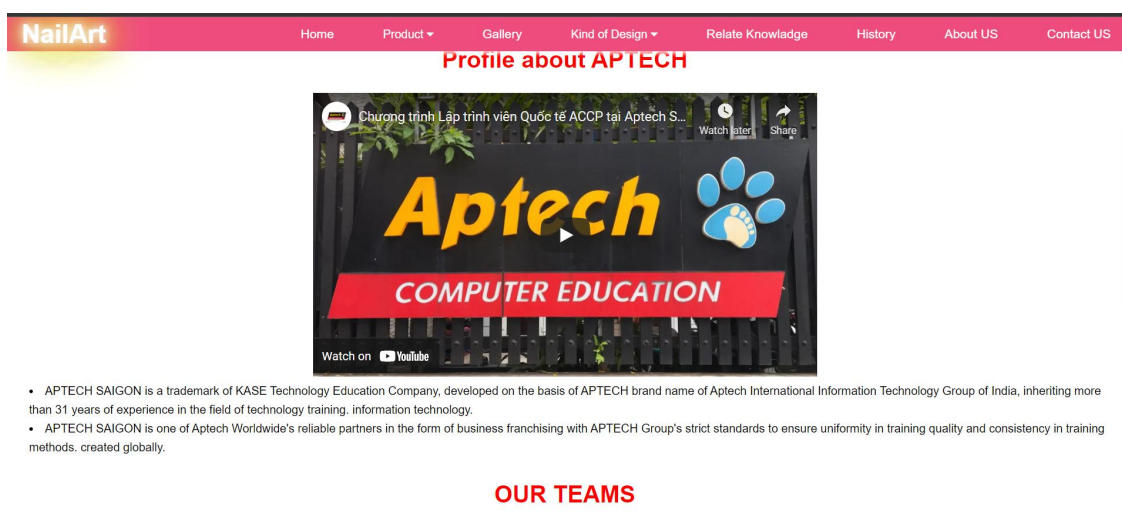 NailArt Home Product Gallery Kind of Design Relate Knowladge History About US Contact US
Profile about APTECH
Chương trình Lập trình viên Quốc tế ACCP tại Aptech S...
Watch later Share
Aptech
COMPUTER EDUCATION
Watch on YouTube
• APTECH SAIGON is a trademark of KASE Technology Education Company, developed on the basis of APTECH brand name of Aptech International Information Technology Group of India, inheriting more
than 31 years of experience in the field of technology training. information technology.
• APTECH SAIGON is one of Aptech Worldwide's reliable partners in the form of business franchising with APTECH Group's strict standards to ensure uniformity in training quality and consistency in training
methods. created globally.
OUR TEAMS